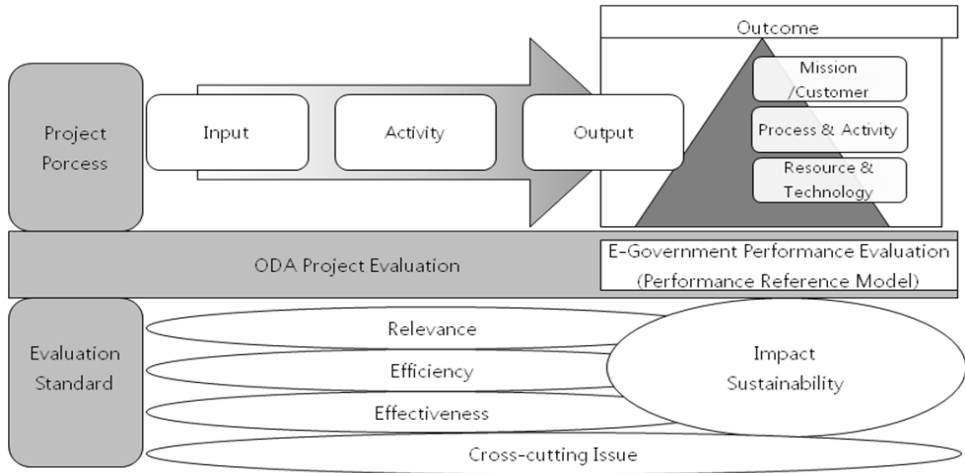 Outcome
Project
Porcess
Input
Activity
Output
Mission
/Customer
Process & Activity
Resource &
Technology
ODA Project Evaluation
E-Government Performance Evaluation
(Performance Reference Model)
Evaluation
Standard
Relevance
Efficiency
Effectiveness
Cross-cutting Issue
Impact
Sustainability